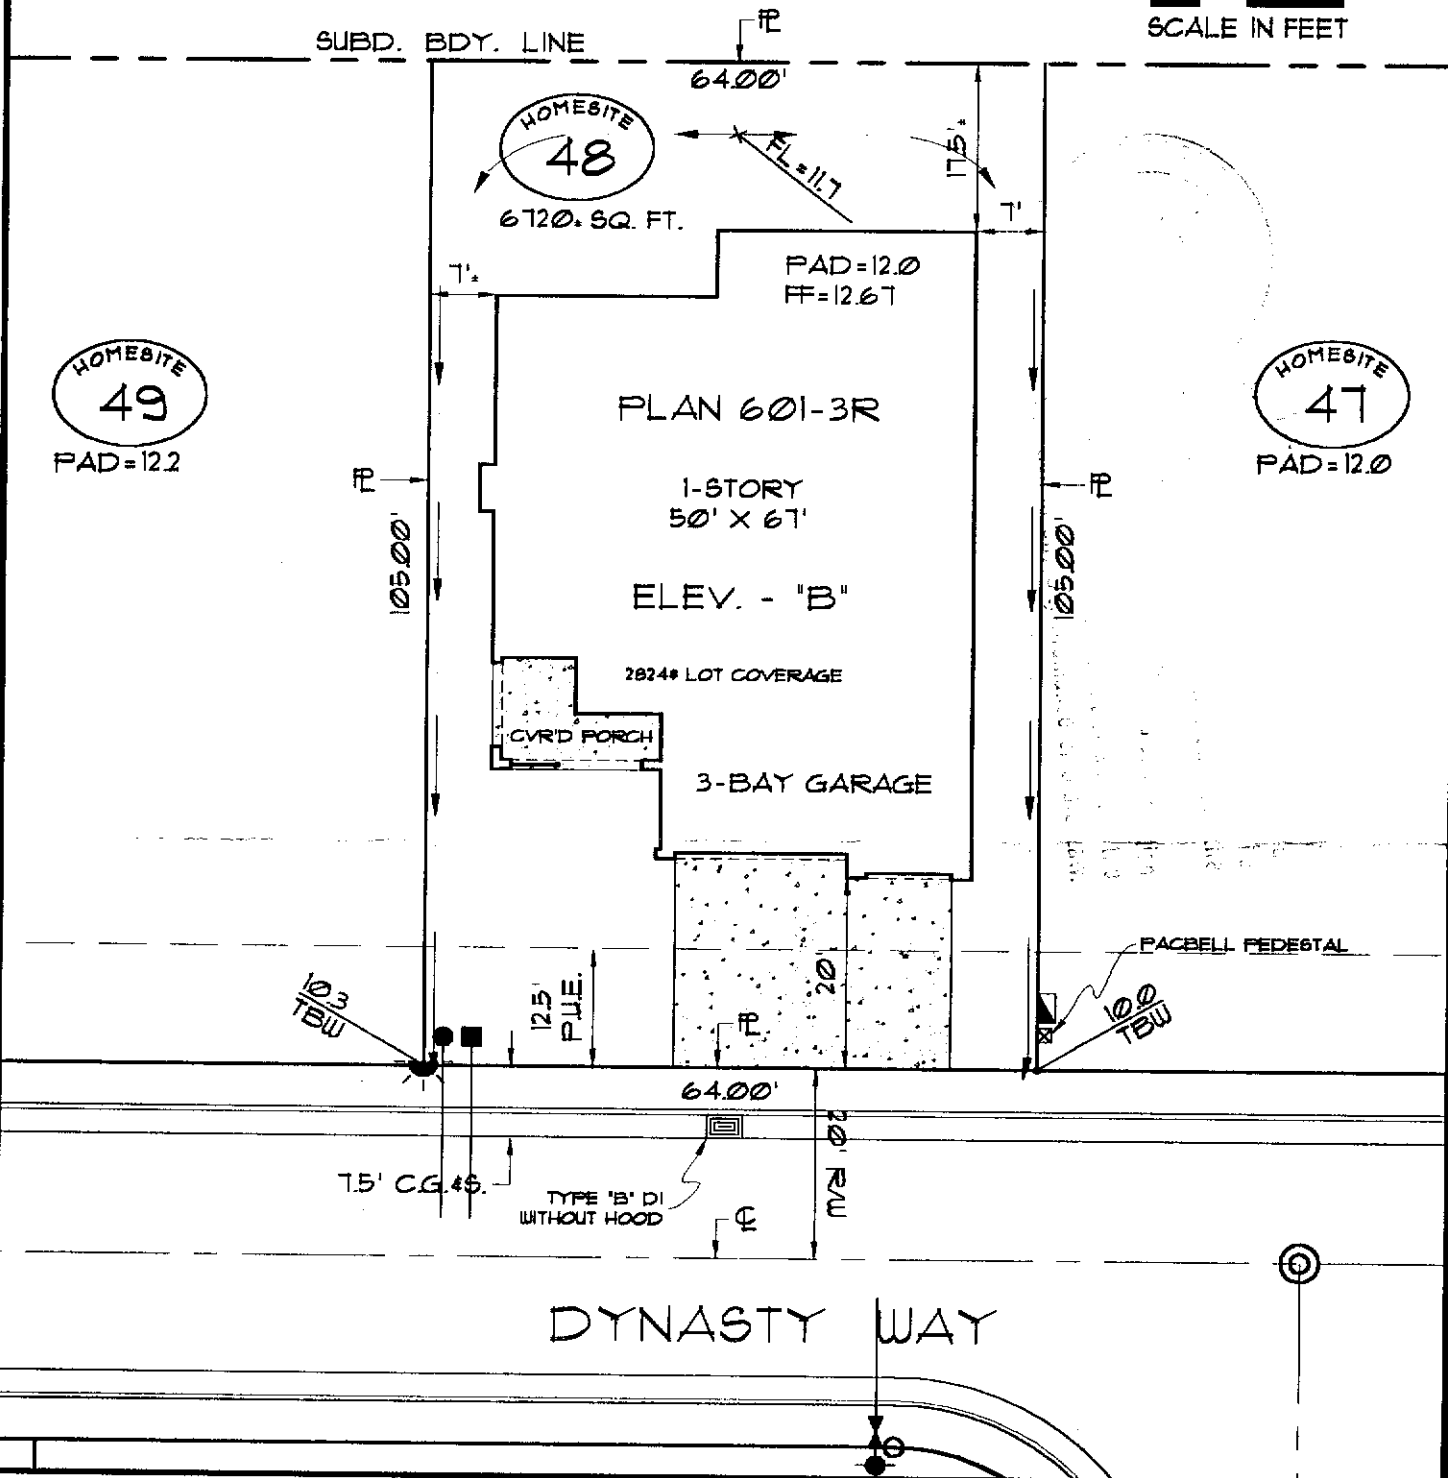 SCALE IN FEET
SUBD. BDY. LINE
PL
64.00'
HOMESITE
48
6720± SQ. FT.
FL=11.7
17.5'±
7'
7'±
PAD=12.0
FF=12.67
HOMESITE
49
PAD=12.2
HOMESITE
47
PAD=12.0
PLAN 601-3R
PL
PL
1-STORY
50' X 67'
105.00'
105.00'
ELEV. - "B"
2824# LOT COVERAGE
CVR'D PORCH
3-BAY GARAGE
PACBELL PEDESTAL
10.3
TBW
12.5'
P.U.E.
20'
PL
10.0
TBW
64.00'
20' R/W
7.5' C.G.&S.
TYPE "B" DI
WITHOUT HOOD
CL
DYNASTY WAY